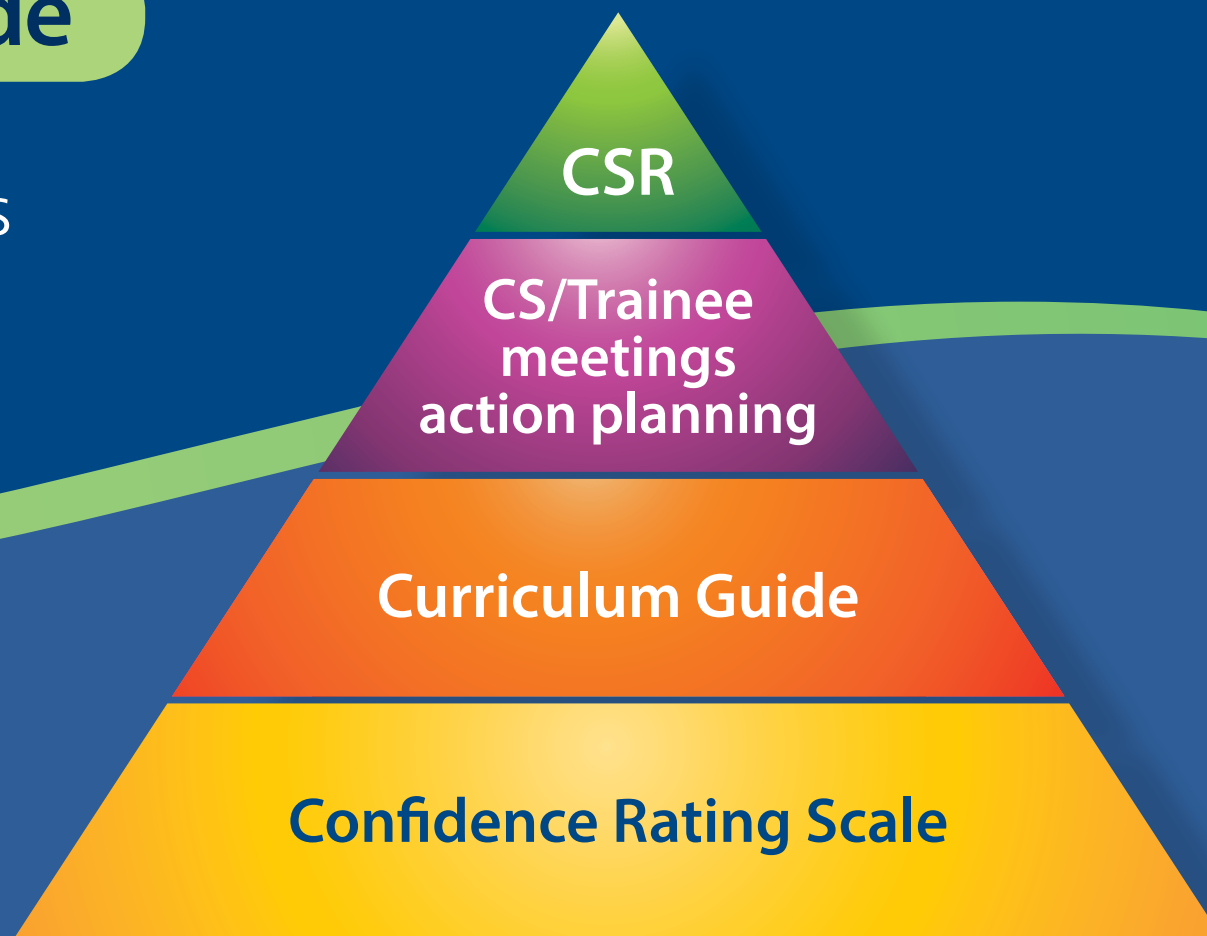 de
s
CSR
CS/Trainee
meetings
action planning
Curriculum Guide
Confidence Rating Scale